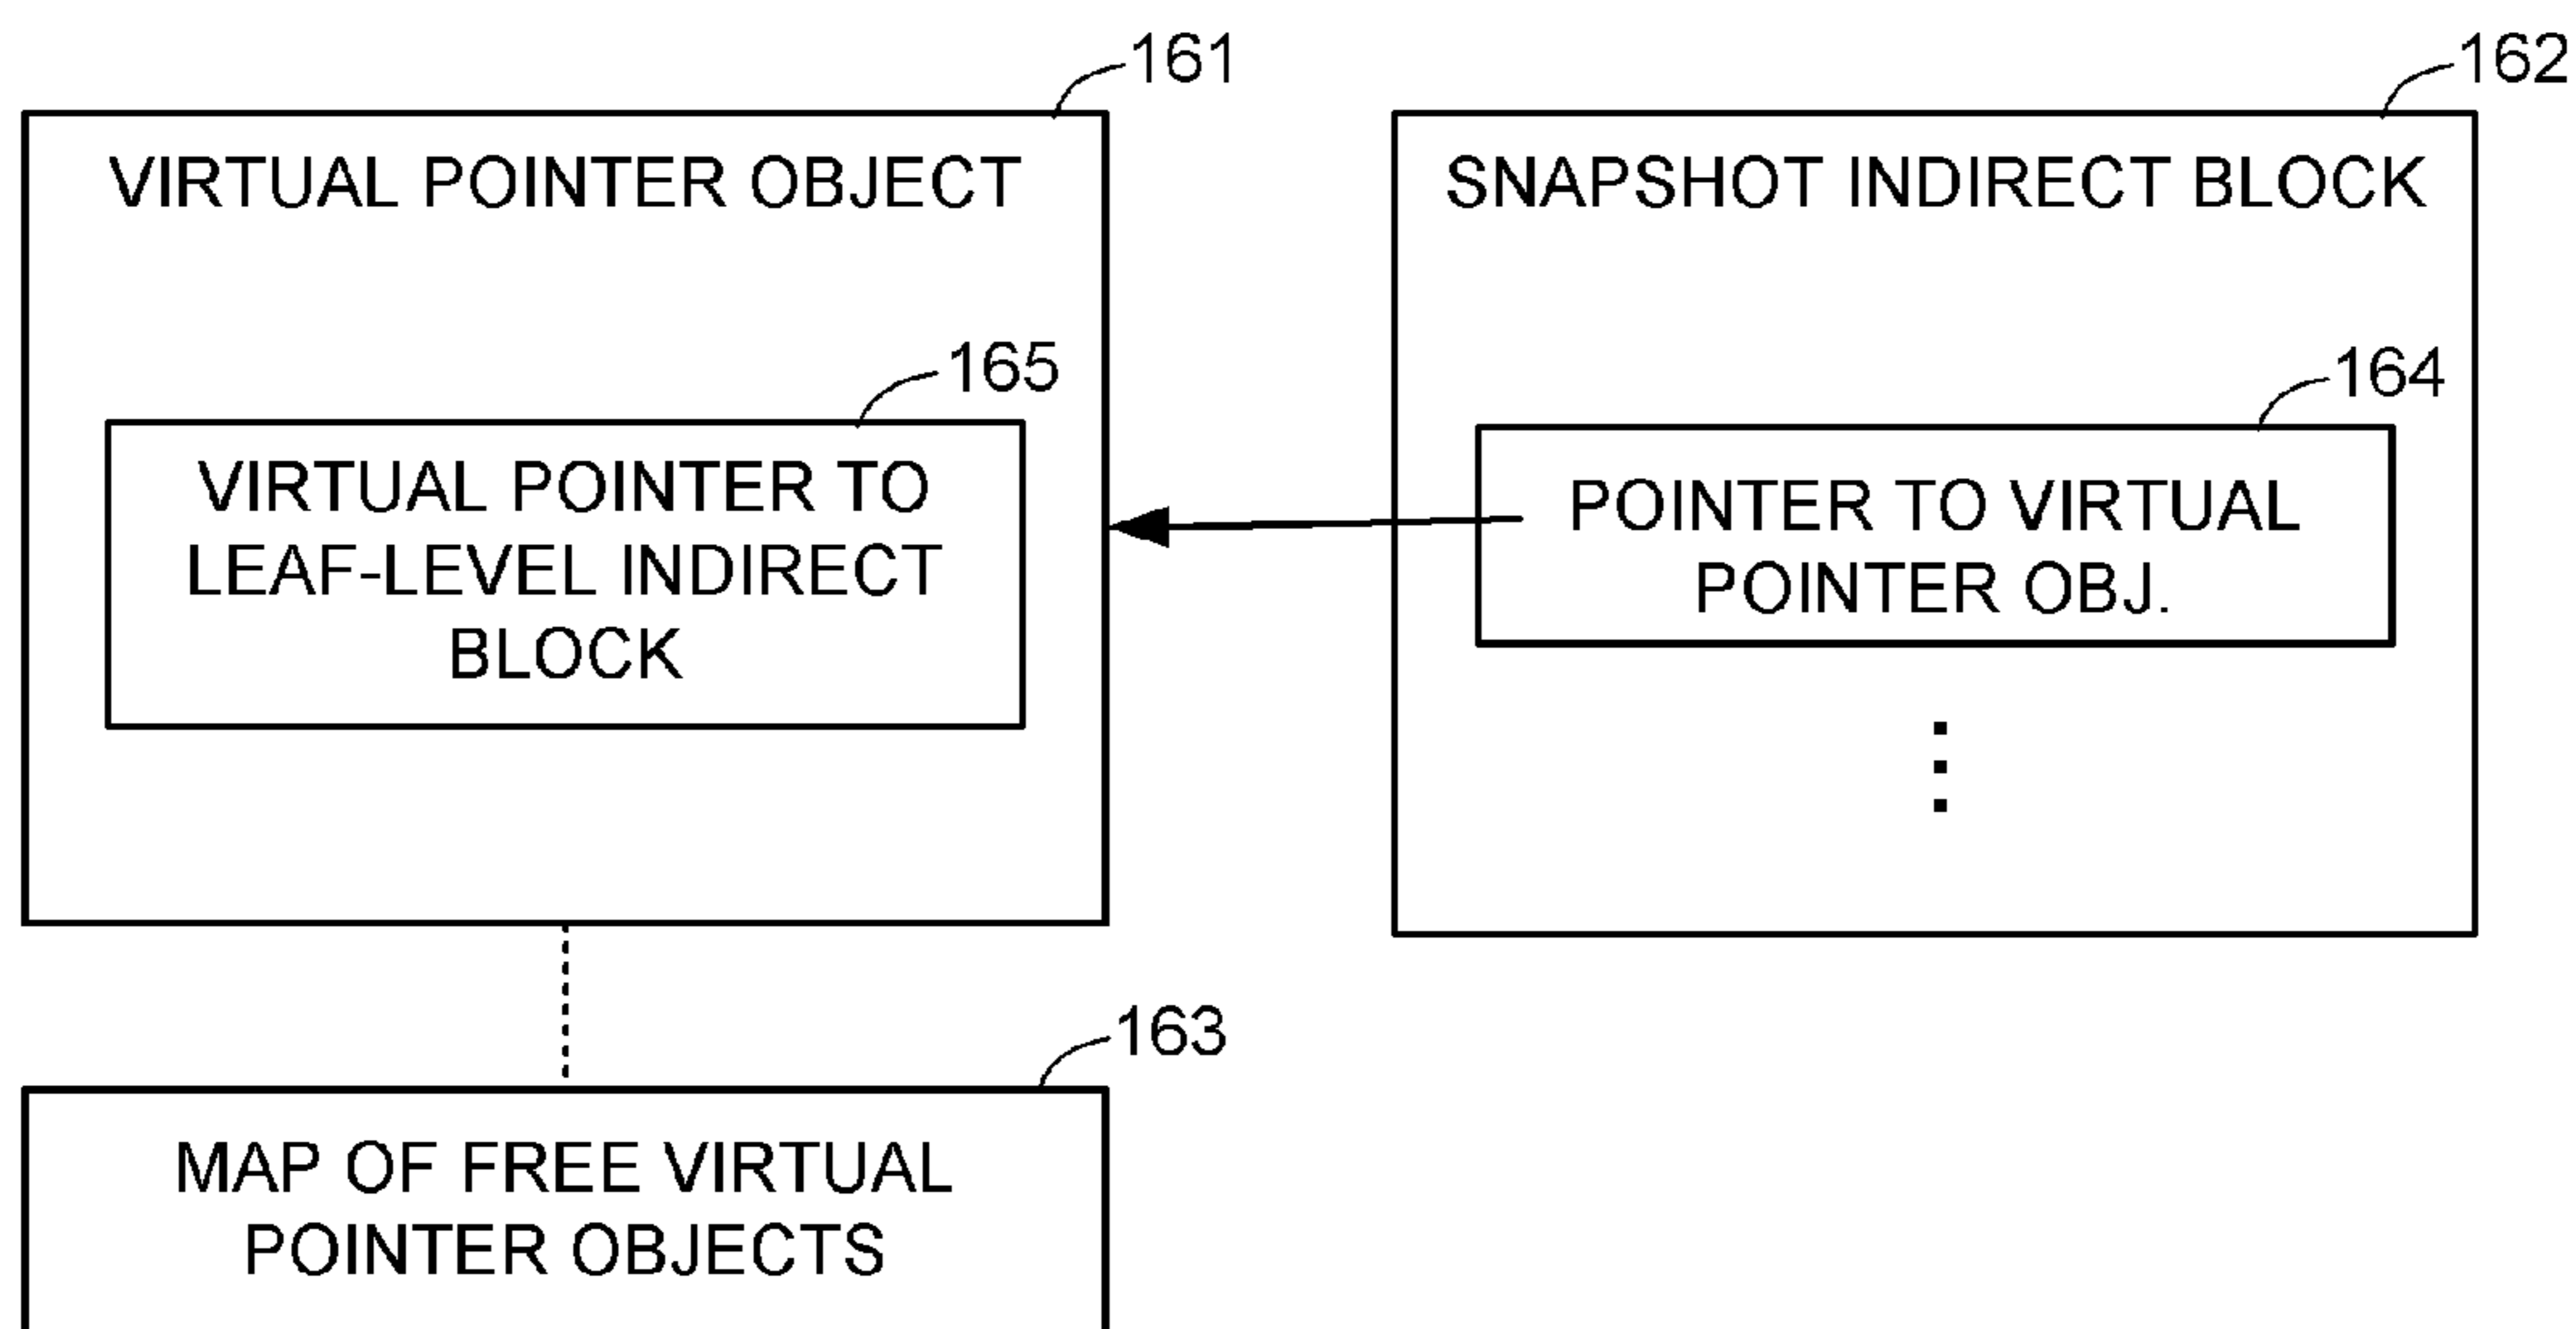 161
VIRTUAL POINTER OBJECT
165
VIRTUAL POINTER TO
LEAF-LEVEL INDIRECT
BLOCK
162
SNAPSHOT INDIRECT BLOCK
164
POINTER TO VIRTUAL
POINTER OBJ.
163
MAP OF FREE VIRTUAL
POINTER OBJECTS